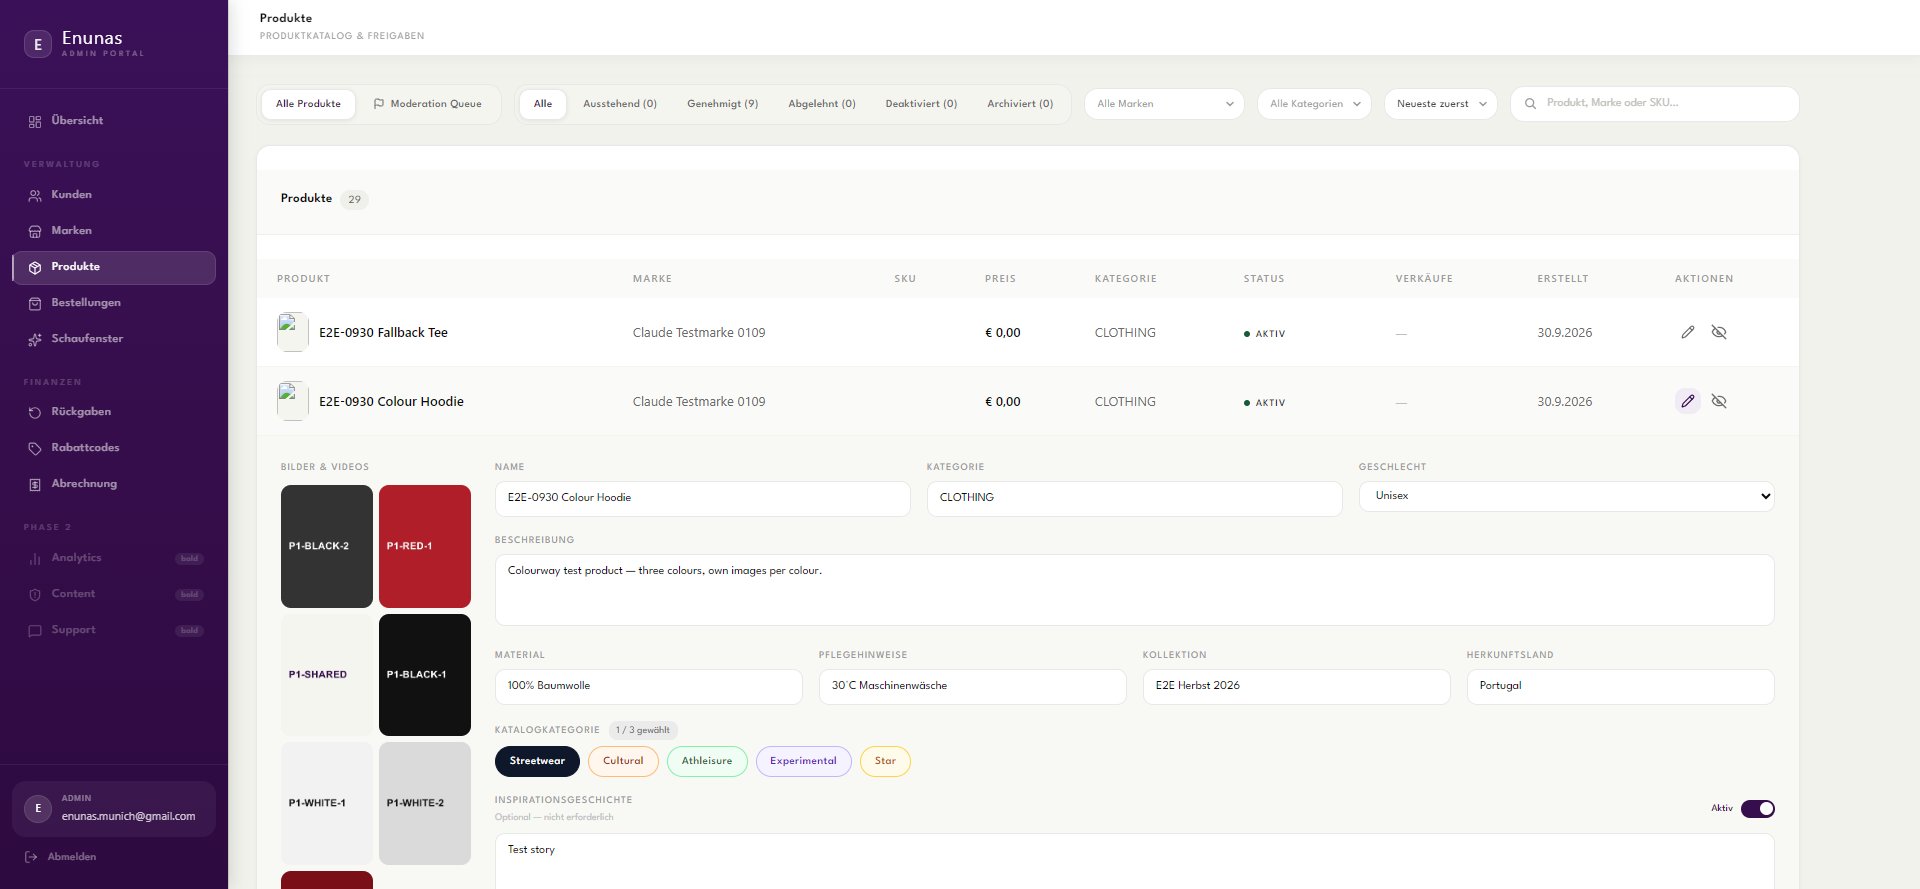 E
Enunas
ADMIN PORTAL
Übersicht
VERWALTUNG
Kunden
Marken
Produkte
Bestellungen
Schaufenster
FINANZEN
Rückgaben
Rabattcodes
Abrechnung
PHASE 2
Analytics
bald
Content
bald
Support
bald
E
ADMIN
enunas.munich@gmail.com
Abmelden
Produkte
PRODUKTKATALOG & FREIGABEN
Alle Produkte
Moderation Queue
Alle
Ausstehend (0)
Genehmigt (9)
Abgelehnt (0)
Deaktiviert (0)
Archiviert (0)
Alle Marken
Alle Kategorien
Neueste zuerst
Produkt, Marke oder SKU...
Produkte 29
PRODUKT MARKE SKU PREIS KATEGORIE STATUS VERKÄUFE ERSTELLT AKTIONEN
E2E-0930 Fallback Tee Claude Testmarke 0109 € 0,00 CLOTHING AKTIV — 30.9.2026
E2E-0930 Colour Hoodie Claude Testmarke 0109 € 0,00 CLOTHING AKTIV — 30.9.2026
BILDER & VIDEOS
P1-BLACK-2
P1-RED-1
P1-SHARED
P1-BLACK-1
P1-WHITE-1
P1-WHITE-2
NAME
E2E-0930 Colour Hoodie
KATEGORIE
CLOTHING
GESCHLECHT
Unisex
BESCHREIBUNG
Colourway test product — three colours, own images per colour.
MATERIAL
100% Baumwolle
PFLEGEHINWEISE
30°C Maschinenwäsche
KOLLEKTION
E2E Herbst 2026
HERKUNFTSLAND
Portugal
KATALOGKATEGORIE 1 / 3 gewählt
Streetwear
Cultural
Athleisure
Experimental
Star
INSPIRATIONSGESCHICHTE
Optional — nicht erforderlich
Aktiv
Test story